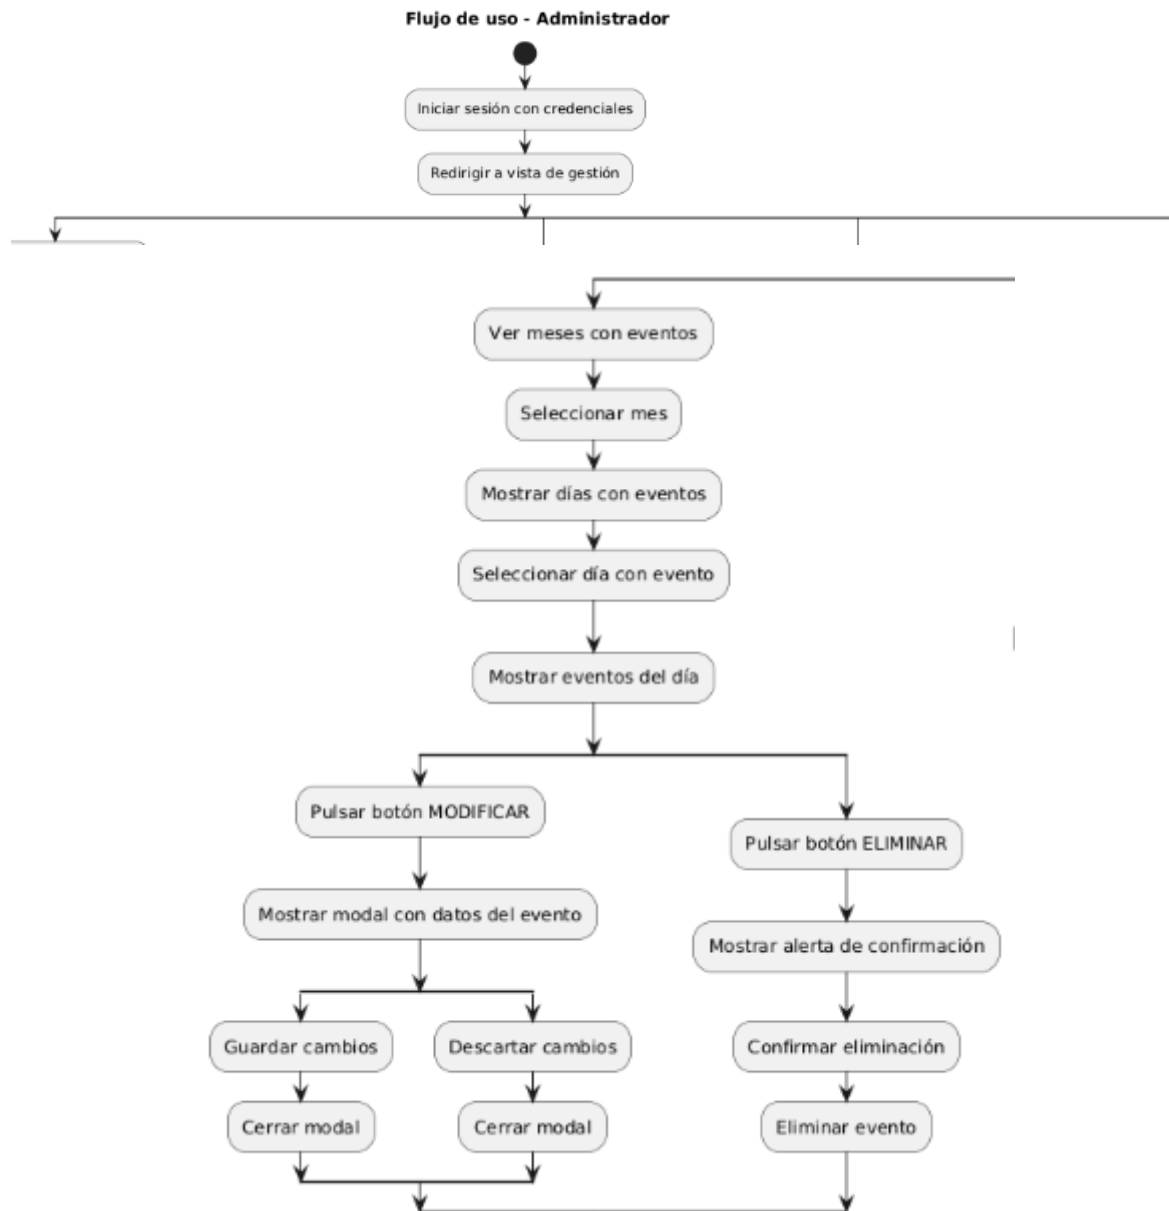 Flujo de uso - Administrador
Iniciar sesión con credenciales
Redirigir a vista de gestión
Ver meses con eventos
Seleccionar mes
Mostrar días con eventos
Seleccionar día con evento
Mostrar eventos del día
Pulsar botón MODIFICAR
Pulsar botón ELIMINAR
Mostrar modal con datos del evento
Mostrar alerta de confirmación
Guardar cambios
Descartar cambios
Confirmar eliminación
Cerrar modal
Cerrar modal
Eliminar evento